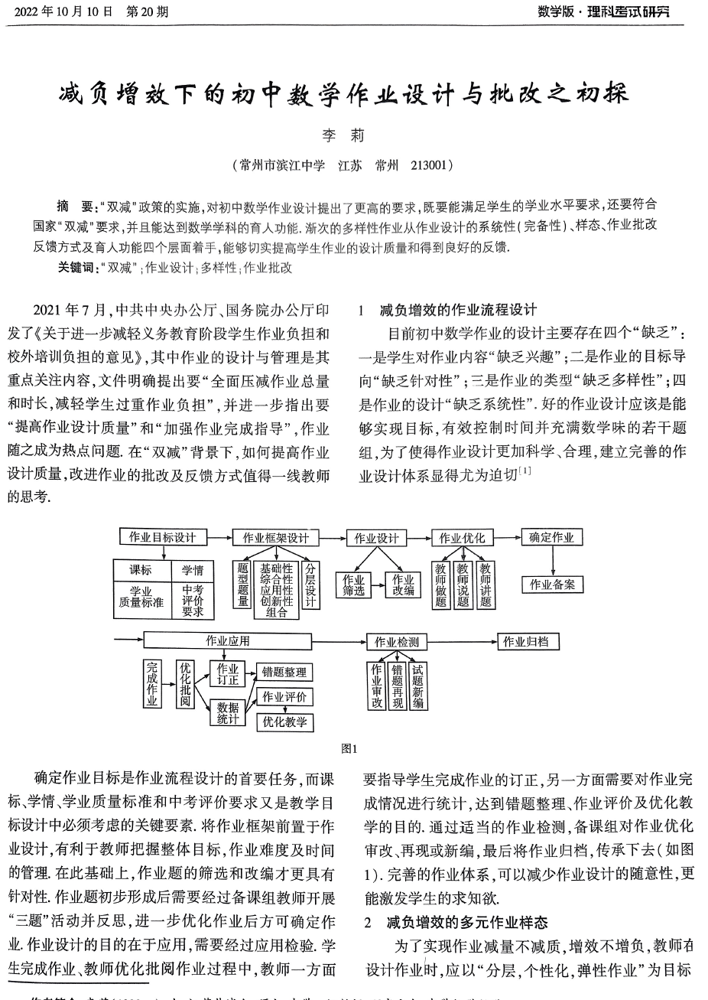 2022 年 10 月 10 日 第 20 期
数学版·理科考试研究
减负增效下的初中数学作业设计与批改之初探
李 莉
(常州市滨江中学 江苏 常州 213001)
摘 要:“双减”政策的实施,对初中数学作业设计提出了更高的要求,既要能满足学生的学业水平要求,还要符合
国家“双减”要求,并且能达到数学学科的育人功能. 渐次的多样性作业从作业设计的系统性(完备性)、样态、作业批改
反馈方式及育人功能四个层面着手,能够切实提高学生作业的设计质量和得到良好的反馈.
关键词:“双减”;作业设计;多样性;作业批改
2021 年 7 月,中共中央办公厅、国务院办公厅印
发了《关于进一步减轻义务教育阶段学生作业负担和
校外培训负担的意见》,其中作业的设计与管理是其
重点关注内容,文件明确提出要“全面压减作业总量
和时长,减轻学生过重作业负担”,并进一步指出要
“提高作业设计质量”和“加强作业完成指导”,作业
随之成为热点问题. 在“双减”背景下,如何提高作业
设计质量,改进作业的批改及反馈方式值得一线教师
的思考.
1 减负增效的作业流程设计
目前初中数学作业的设计主要存在四个“缺乏”:
一是学生对作业内容“缺乏兴趣”;二是作业的目标导
向“缺乏针对性”;三是作业的类型“缺乏多样性”;四
是作业的设计“缺乏系统性”. 好的作业设计应该是能
够实现目标,有效控制时间并充满数学味的若干题
组,为了使得作业设计更加科学、合理,建立完善的作
业设计体系显得尤为迫切[1]
作业目标设计
作业框架设计
作业设计
作业优化
确定作业
课标
学情
学业
质量标准
中考
评价
要求
题型题量
基础性
综合性
应用性
创新性
组合
分层设计
作业
筛选
作业
改编
教师做题
教师说题
教师讲题
作业备案
作业应用
作业检测
作业归档
完成作业
优化批阅
作业
订正
数据
统计
错题整理
作业评价
优化教学
作业审改
错题再现
试题新编
图1
确定作业目标是作业流程设计的首要任务,而课
标、学情、学业质量标准和中考评价要求又是教学目
标设计中必须考虑的关键要素. 将作业框架前置于作
业设计,有利于教师把握整体目标,作业难度及时间
的管理. 在此基础上,作业题的筛选和改编才更具有
针对性. 作业题初步形成后需要经过备课组教师开展
“三题”活动并反思,进一步优化作业后方可确定作
业. 作业设计的目的在于应用,需要经过应用检验. 学
生完成作业、教师优化批阅作业过程中,教师一方面
要指导学生完成作业的订正,另一方面需要对作业完
成情况进行统计,达到错题整理、作业评价及优化教
学的目的. 通过适当的作业检测,备课组对作业优化
审改、再现或新编,最后将作业归档,传承下去(如图
1). 完善的作业体系,可以减少作业设计的随意性,更
能激发学生的求知欲.
2 减负增效的多元作业样态
为了实现作业减量不减质,增效不增负,教师在
设计作业时,应以“分层,个性化,弹性作业”为目标